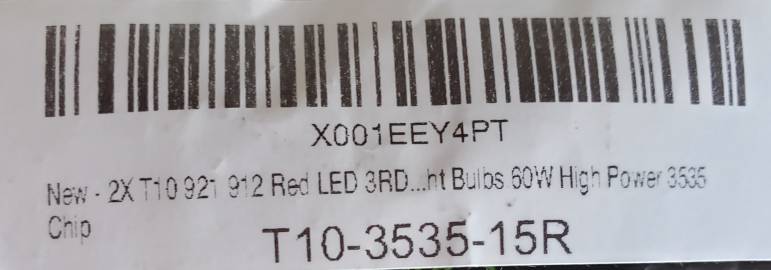 X001EEY4PT
New - 2X T10 921 912 Red LED 3RD...ht Bulbs 60W High Power 3535
Chip
T10-3535-15R